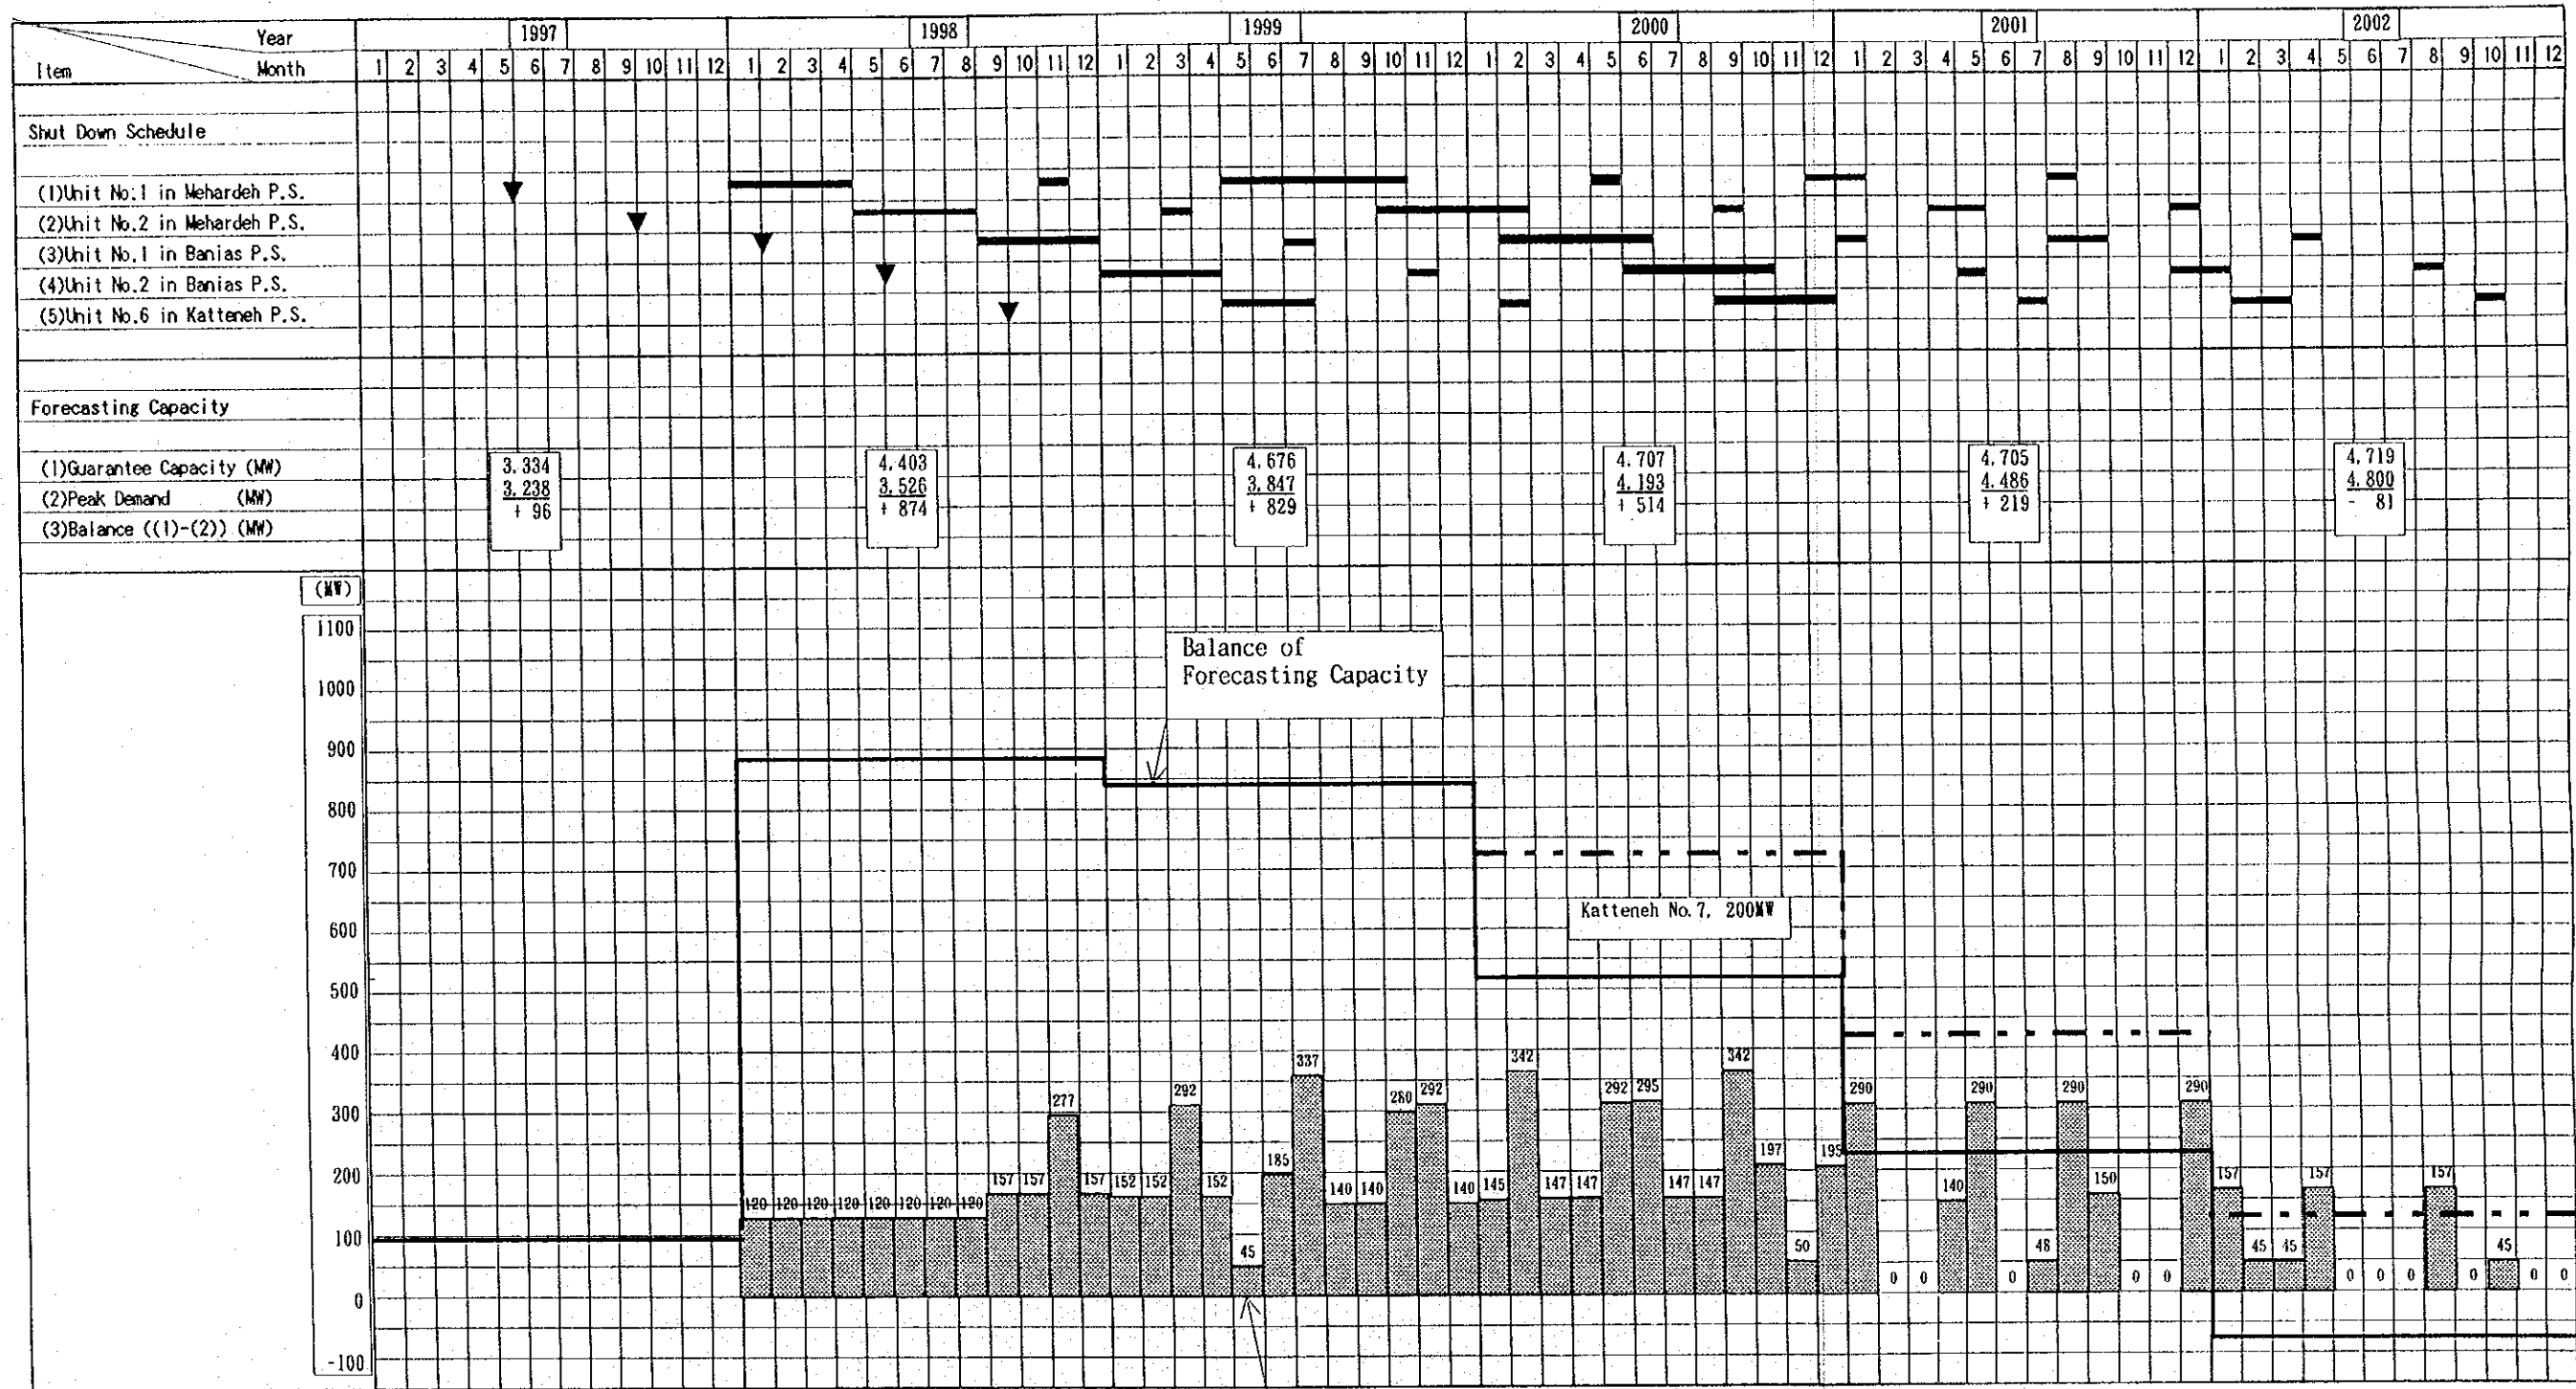 Year 1997 1998 1999 2000 2001 2002
Item Month 1 2 3 4 5 6 7 8 9 10 11 12 1 2 3 4 5 6 7 8 9 10 11 12 1 2 3 4 5 6 7 8 9 10 11 12 1 2 3 4 5 6 7 8 9 10 11 12 1 2 3 4 5 6 7 8 9 10 11 12 1 2 3 4 5 6 7 8 9 10 11 12
Shut Down Schedule
(1)Unit No.1 in Mehardeh P.S.
(2)Unit No.2 in Mehardeh P.S.
(3)Unit No.1 in Banias P.S.
(4)Unit No.2 in Banias P.S.
(5)Unit No.6 in Katteneh P.S.
Forecasting Capacity
(1)Guarantee Capacity (MW) 3,334 4,403 4,676 4,707 4,705 4,719
(2)Peak Demand (MW) 3,238 3,526 3,847 4,193 4,486 4,800
(3)Balance ((1)-(2)) (MW) + 96 + 874 + 829 + 514 + 219 - 81
(MW)
1100
Balance of
Forecasting Capacity
1000
900
800
700
Katteneh No.7, 200MW
600
500
400
300
200
100
0
-100
120 120 120 120 120 120 120 120 157 157 277 157 152 152 292 152 45 185 337 140 140 280 292 140 145 342 147 147 292 295 147 147 342 197 50 195 290 0 0 140 290 0 48 290 150 0 0 290 157 45 45 157 0 0 0 157 0 45 0 0